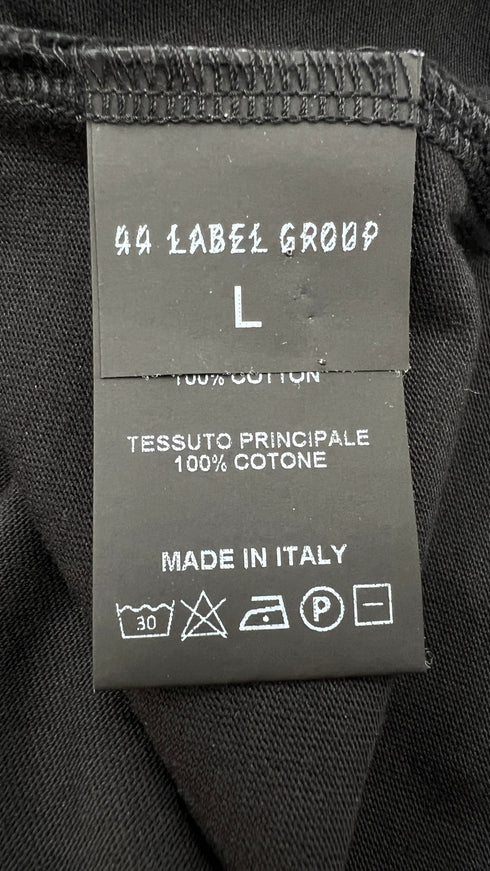 44 LABEL GROUP
L
100% COTTON
TESSUTO PRINCIPALE
100% COTONE
MADE IN ITALY
30
P